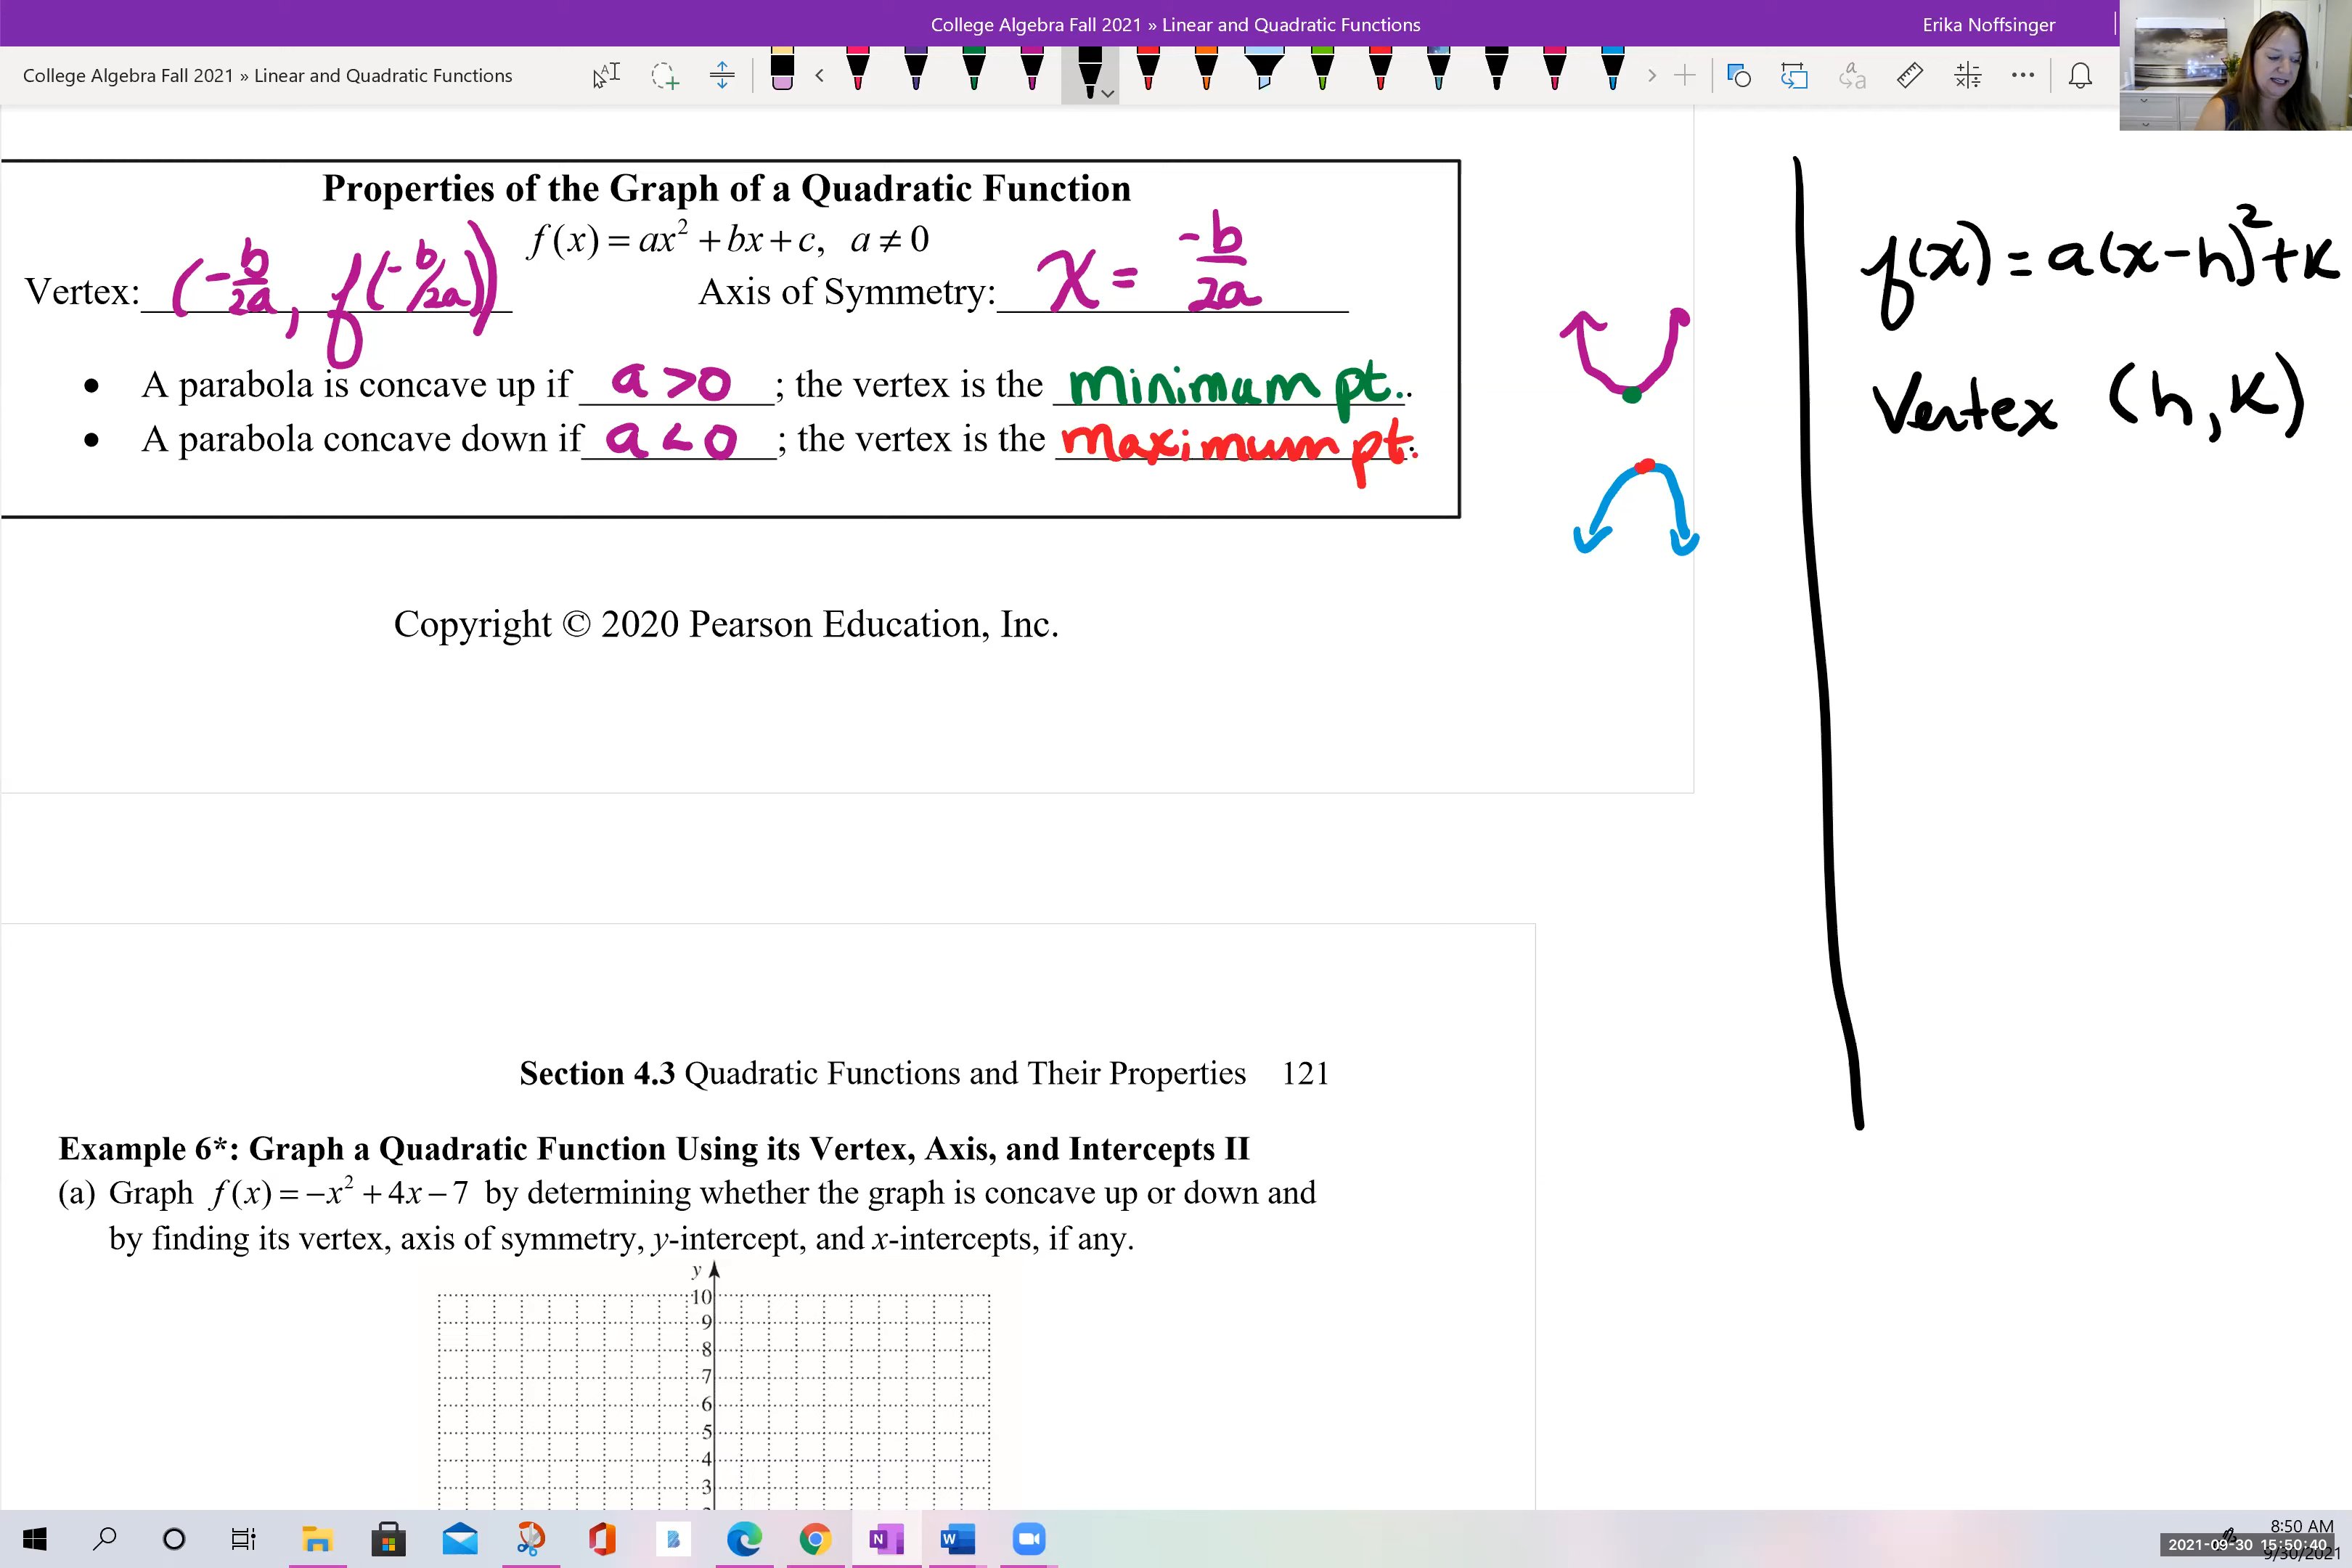 College Algebra Fall 2021 » Linear and Quadratic Functions
Erika Noffsinger
College Algebra Fall 2021 » Linear and Quadratic Functions
Properties of the Graph of a Quadratic Function
f(x) = ax² + bx + c, a ≠ 0
Vertex: (-b/2a, f(-b/2a))
Axis of Symmetry: x = -b/2a
• A parabola is concave up if a > 0; the vertex is the minimum pt..
• A parabola concave down if a < 0; the vertex is the maximum pt.
Copyright © 2020 Pearson Education, Inc.
f(x) = a(x-h)² + k
Vertex (h, k)
Section 4.3 Quadratic Functions and Their Properties 121
Example 6*: Graph a Quadratic Function Using its Vertex, Axis, and Intercepts II
(a) Graph f(x) = −x² + 4x − 7 by determining whether the graph is concave up or down and
by finding its vertex, axis of symmetry, y-intercept, and x-intercepts, if any.
y
10
9
8
7
6
5
4
3
8:50 AM
2021-09-30 15:50:40
9/30/2021